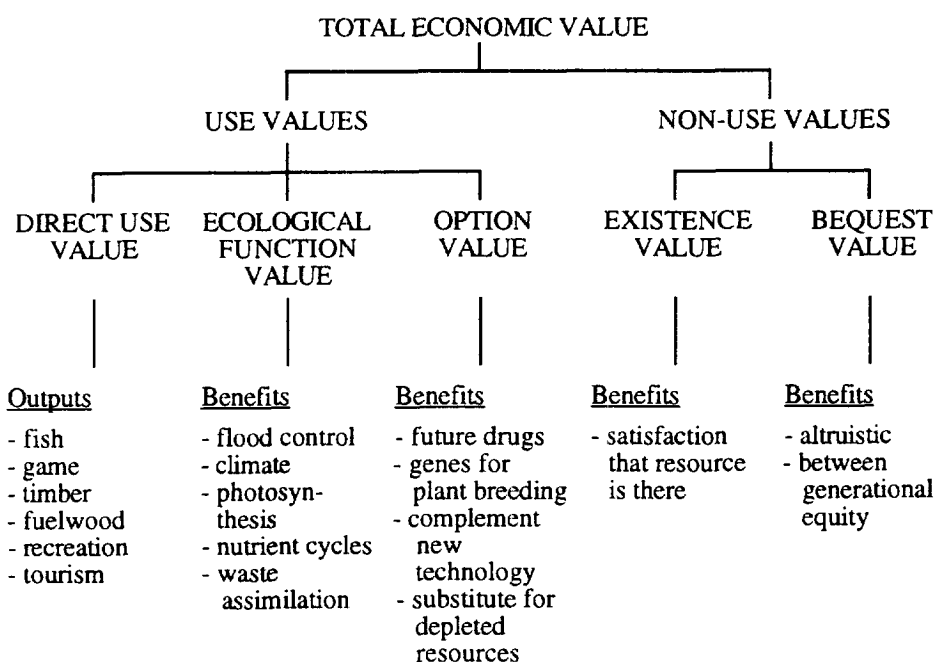 TOTAL ECONOMIC VALUE
USE VALUES
NON-USE VALUES
DIRECT USE
VALUE
ECOLOGICAL
FUNCTION
VALUE
OPTION
VALUE
EXISTENCE
VALUE
BEQUEST
VALUE
Outputs
- fish
- game
- timber
- fuelwood
- recreation
- tourism
Benefits
- flood control
- climate
- photosyn-
thesis
- nutrient cycles
- waste
assimilation
Benefits
- future drugs
- genes for
plant breeding
- complement
new
technology
- substitute for
depleted
resources
Benefits
- satisfaction
that resource
is there
Benefits
- altruistic
- between
generational
equity